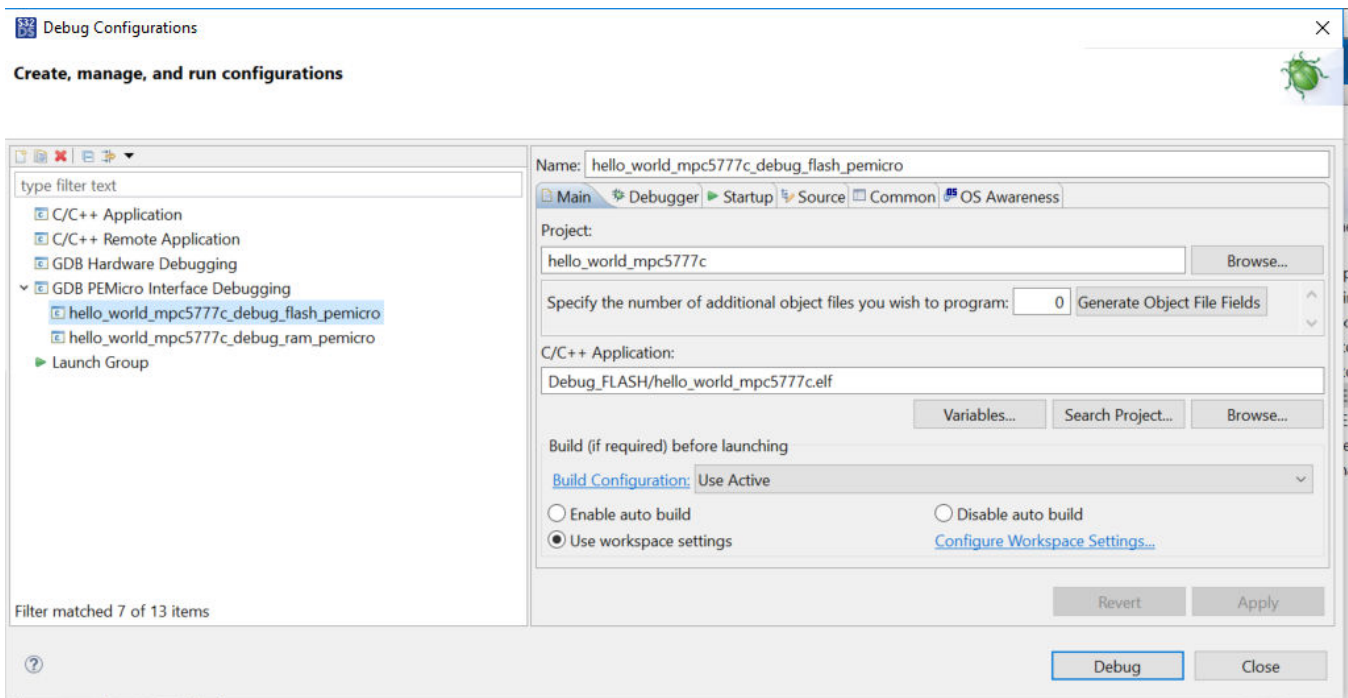 S32
DS
Debug Configurations
Create, manage, and run configurations
type filter text
C/C++ Application
C/C++ Remote Application
GDB Hardware Debugging
GDB PEMicro Interface Debugging
hello_world_mpc5777c_debug_flash_pemicro
hello_world_mpc5777c_debug_ram_pemicro
Launch Group
Filter matched 7 of 13 items
Name: hello_world_mpc5777c_debug_flash_pemicro
Main Debugger Startup Source Common OS Awareness
Project:
hello_world_mpc5777c Browse...
Specify the number of additional object files you wish to program: 0 Generate Object File Fields
C/C++ Application:
Debug_FLASH/hello_world_mpc5777c.elf
Variables... Search Project... Browse...
Build (if required) before launching
Build Configuration: Use Active
Enable auto build Disable auto build
Use workspace settings Configure Workspace Settings...
Revert Apply
? Debug Close